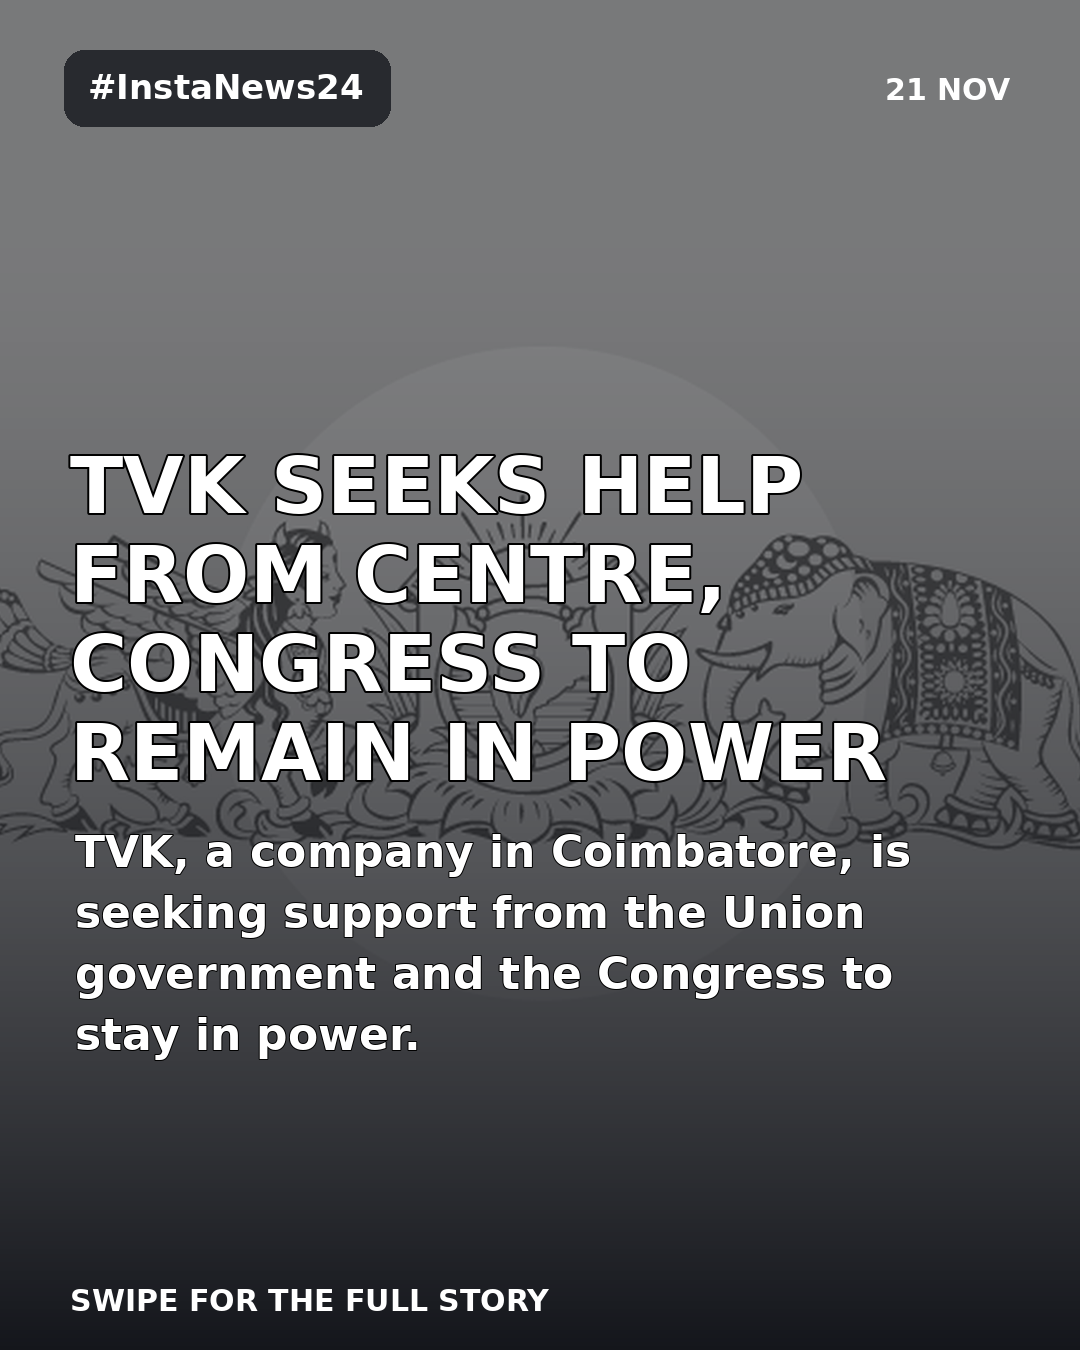 #InstaNews24
21 NOV
TVK SEEKS HELP
FROM CENTRE,
CONGRESS TO
REMAIN IN POWER
TVK, a company in Coimbatore, is
seeking support from the Union
government and the Congress to
stay in power.
SWIPE FOR THE FULL STORY